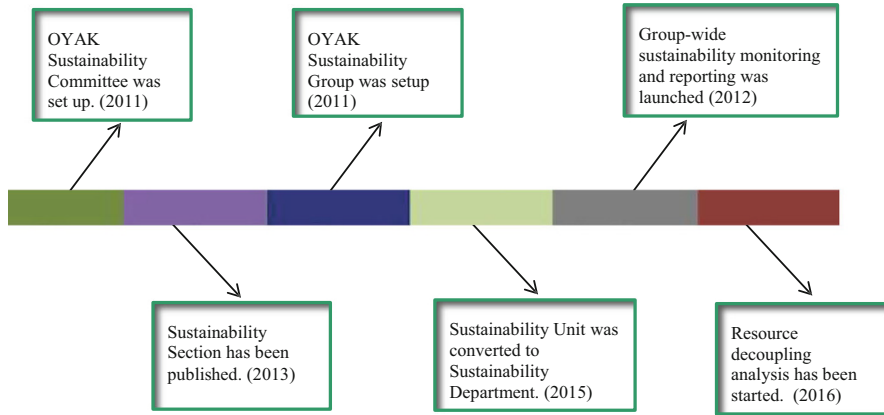 OYAK
Sustainability
Committee was
set up. (2011)
OYAK
Sustainability
Group was setup
(2011)
Group-wide
sustainability monitoring
and reporting was
launched (2012)
Sustainability
Section has been
published. (2013)
Sustainability Unit was
converted to
Sustainability
Department. (2015)
Resource
decoupling
analysis has been
started. (2016)